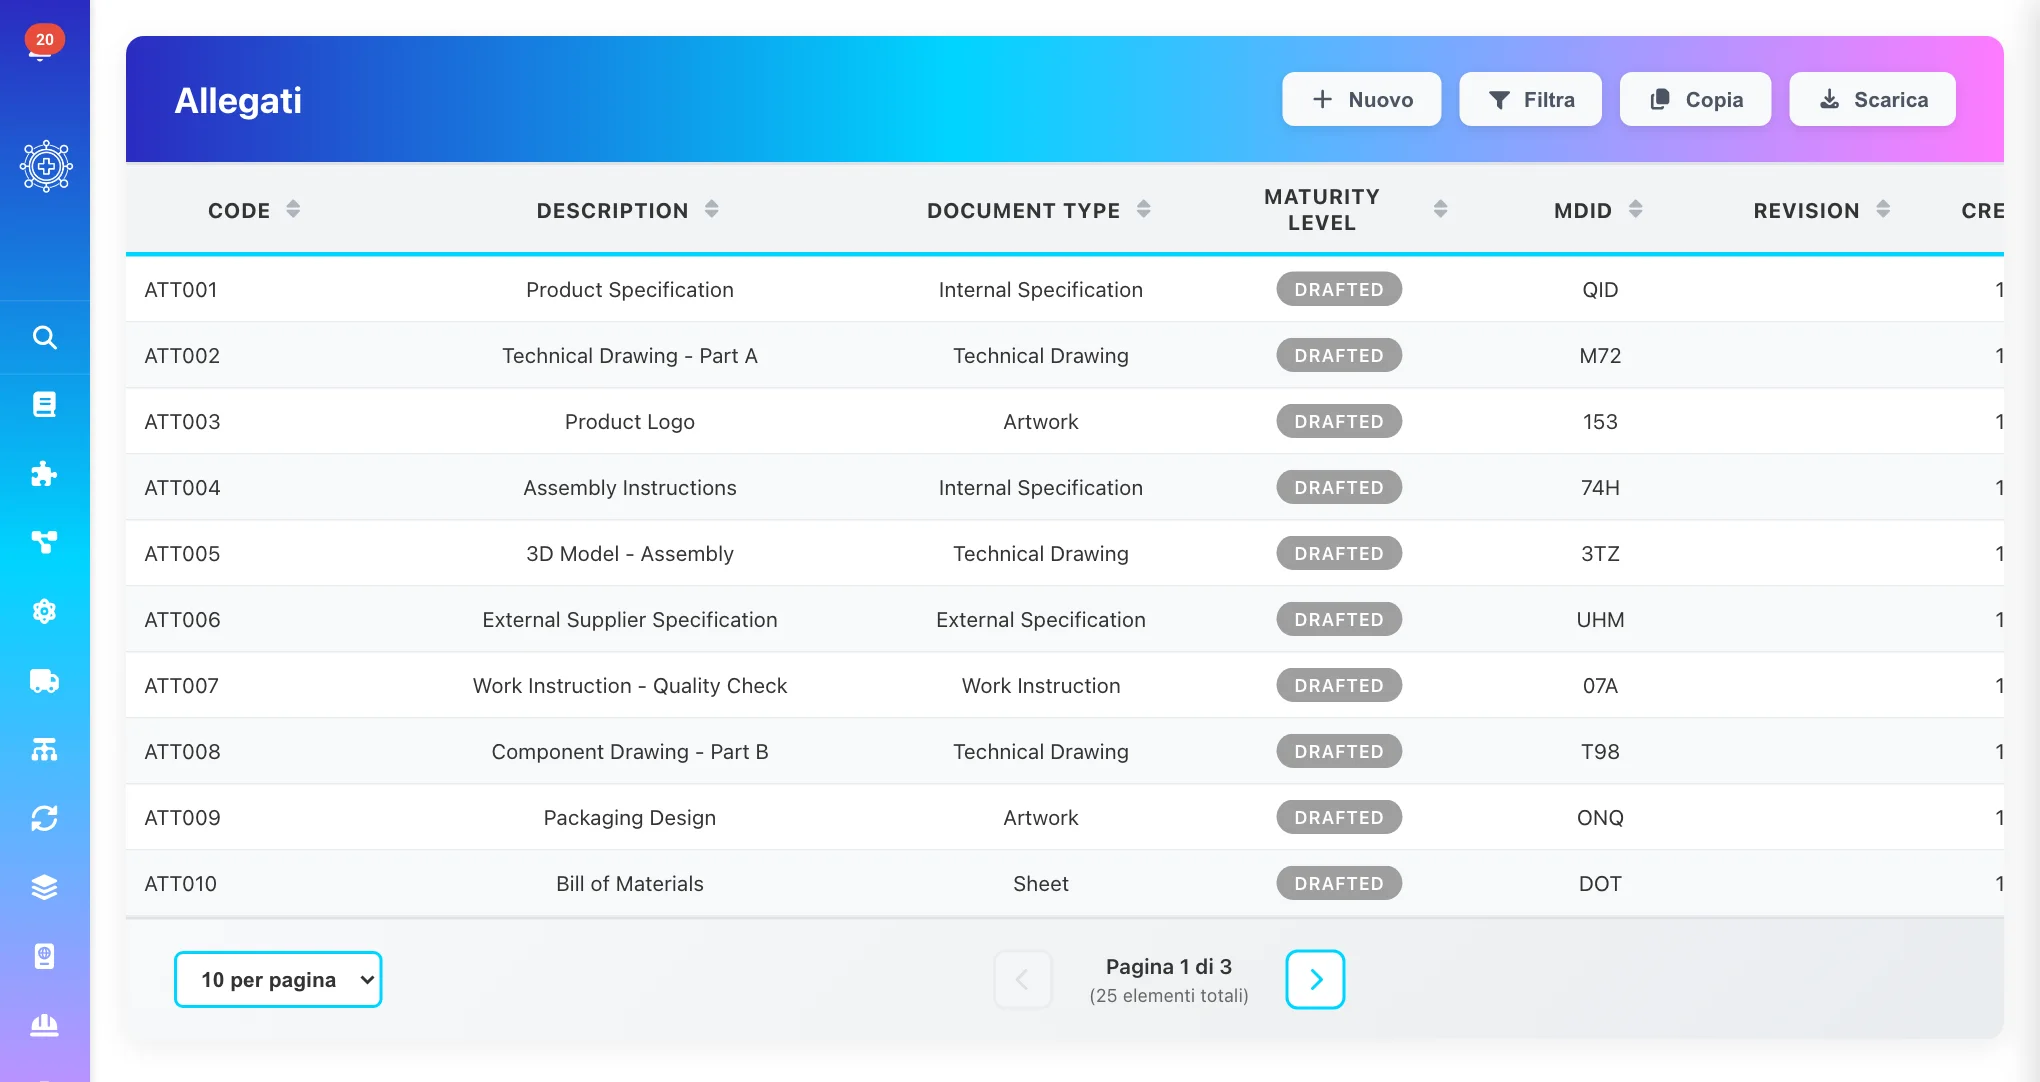 20
Allegati
Nuovo
Filtra
Copia
Scarica
CODE DESCRIPTION DOCUMENT TYPE MATURITY LEVEL MDID REVISION CRE
ATT001 Product Specification Internal Specification DRAFTED QID 1
ATT002 Technical Drawing - Part A Technical Drawing DRAFTED M72 1
ATT003 Product Logo Artwork DRAFTED 153 1
ATT004 Assembly Instructions Internal Specification DRAFTED 74H 1
ATT005 3D Model - Assembly Technical Drawing DRAFTED 3TZ 1
ATT006 External Supplier Specification External Specification DRAFTED UHM 1
ATT007 Work Instruction - Quality Check Work Instruction DRAFTED 07A 1
ATT008 Component Drawing - Part B Technical Drawing DRAFTED T98 1
ATT009 Packaging Design Artwork DRAFTED ONQ 1
ATT010 Bill of Materials Sheet DRAFTED DOT 1
10 per pagina
Pagina 1 di 3
(25 elementi totali)